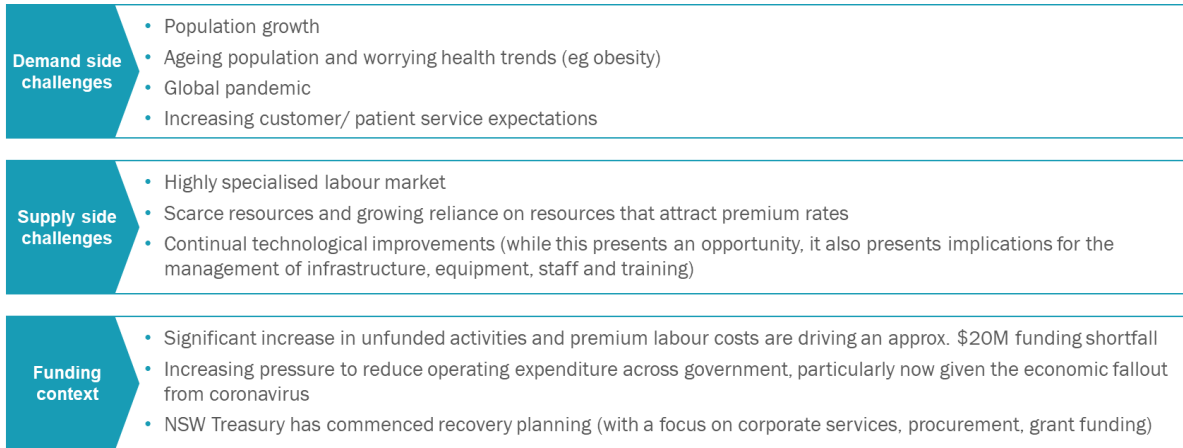 Demand side
challenges
• Population growth
• Ageing population and worrying health trends (eg obesity)
• Global pandemic
• Increasing customer/ patient service expectations
Supply side
challenges
• Highly specialised labour market
• Scarce resources and growing reliance on resources that attract premium rates
• Continual technological improvements (while this presents an opportunity, it also presents implications for the
management of infrastructure, equipment, staff and training)
Funding
context
• Significant increase in unfunded activities and premium labour costs are driving an approx. $20M funding shortfall
• Increasing pressure to reduce operating expenditure across government, particularly now given the economic fallout
from coronavirus
• NSW Treasury has commenced recovery planning (with a focus on corporate services, procurement, grant funding)